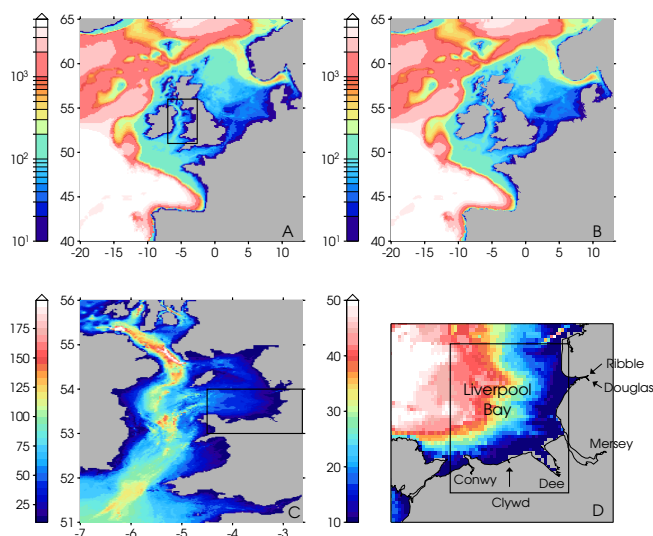 65
60
55
50
45
40
10³
10²
10¹
-20 -15 -10 -5 0 5 10
A
65
60
55
50
45
40
10³
10²
10¹
-20 -15 -10 -5 0 5 10
B
175
150
125
100
75
50
25
56
55
54
53
52
51
-7 -6 -5 -4 -3
C
50
40
30
20
10
Liverpool
Bay
Ribble
Douglas
Mersey
Conwy
Dee
Clywd
D